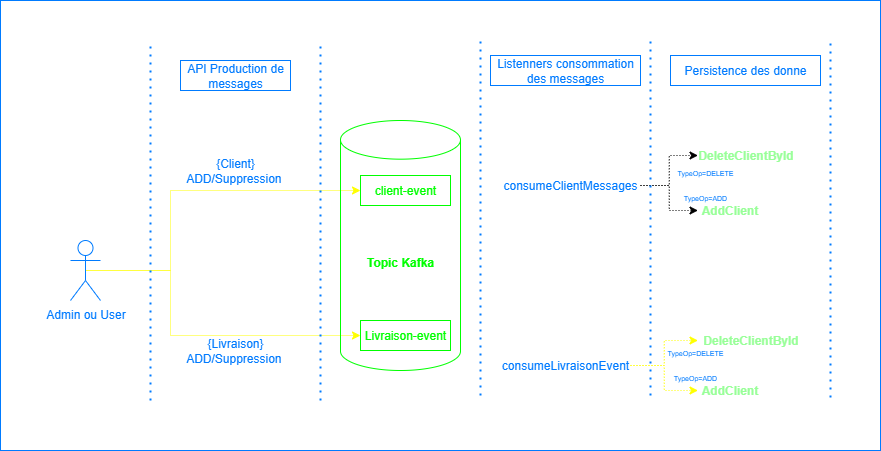 API Production de
messages
Listenners consommation
des messages
Persistence des donne
{Client}
ADD/Suppression
client-event
consumeClientMessages
DeleteClientById
TypeOp=DELETE
TypeOp=ADD
AddClient
Topic Kafka
Admin ou User
{Livraison}
ADD/Suppression
Livraison-event
consumeLivraisonEvent
DeleteClientById
TypeOp=DELETE
TypeOp=ADD
AddClient